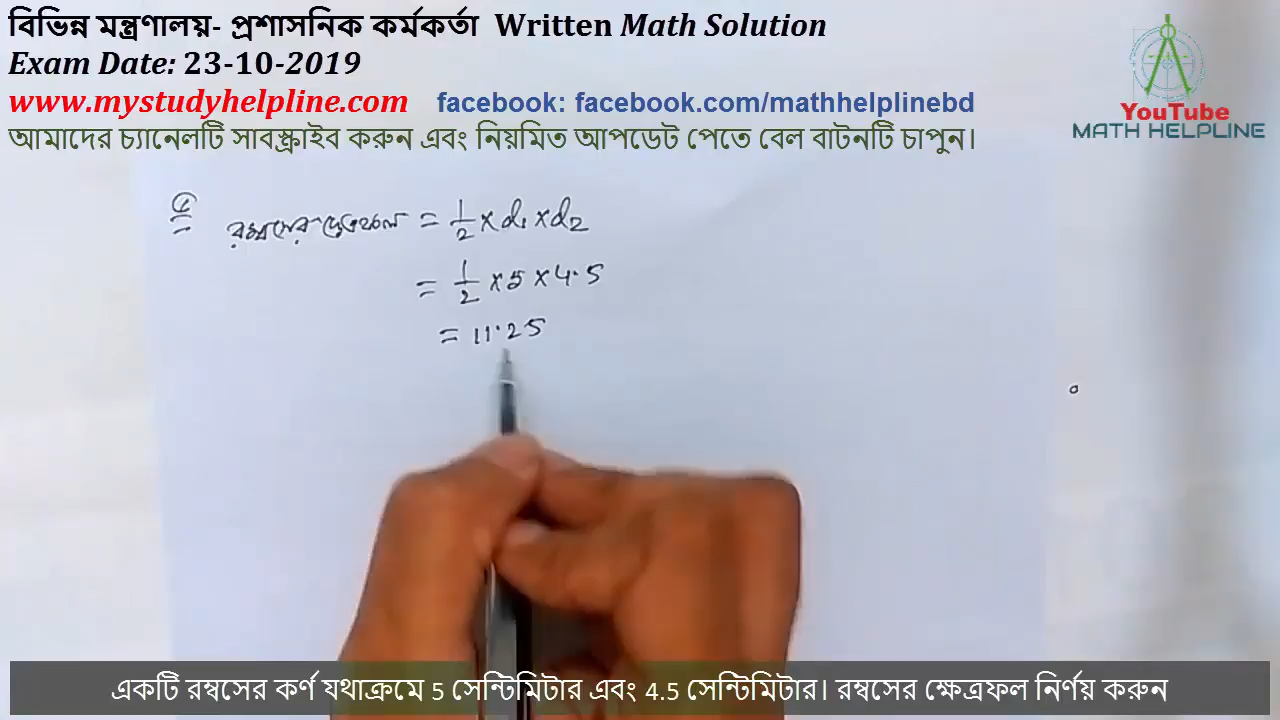 বিভিন্ন মন্ত্রণালয়- প্রশাসনিক কর্মকর্তা Written Math Solution
Exam Date: 23-10-2019
www.mystudyhelpline.com facebook: facebook.com/mathhelplinebd
আমাদের চ্যানেলটি সাবস্ক্রাইব করুন এবং নিয়মিত আপডেট পেতে বেল বাটনটি চাপুন।
YouTube
MATH HELPLINE
রম্বসের ক্ষেত্রফল = 1/2 × d₁ × d₂
= 1/2 × 5 × 4.5
= 11.25
একটি রম্বসের কর্ণ যথাক্রমে 5 সেন্টিমিটার এবং 4.5 সেন্টিমিটার। রম্বসের ক্ষেত্রফল নির্ণয় করুন